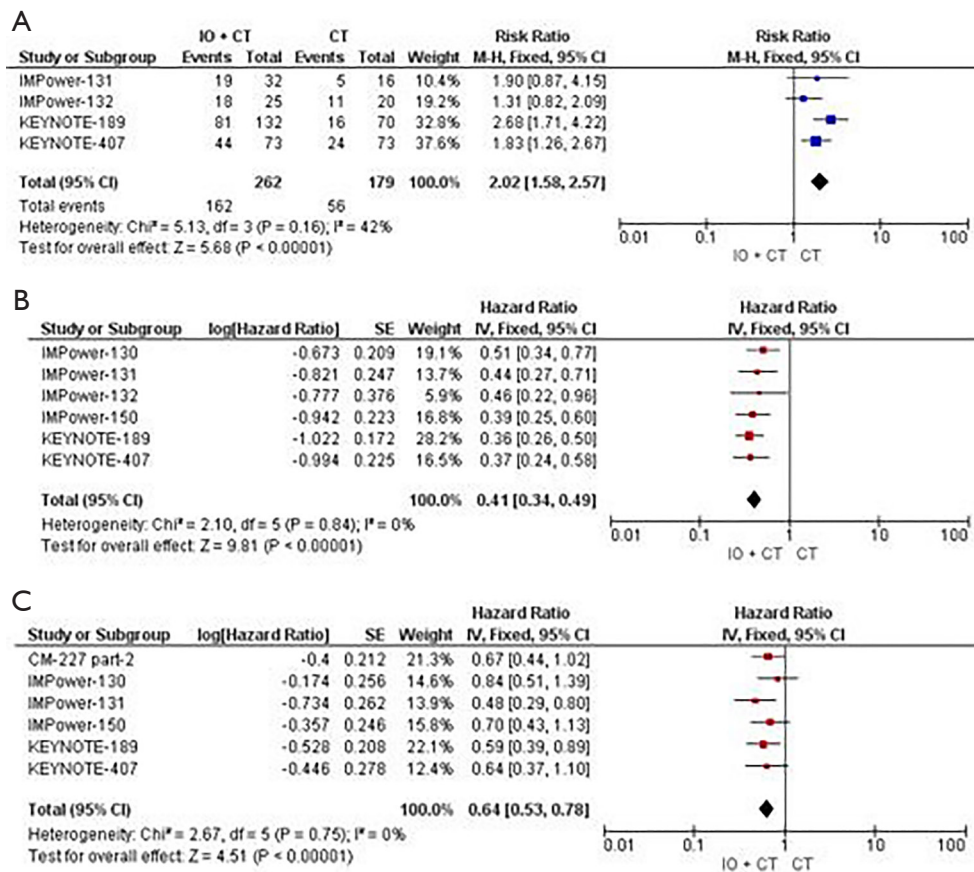 A
IO + CT CT Risk Ratio Risk Ratio
Study or Subgroup Events Total Events Total Weight M-H, Fixed, 95% CI M-H, Fixed, 95% CI
IMPower-131 19 32 5 16 10.4% 1.90 [0.87, 4.15]
IMPower-132 18 25 11 20 19.2% 1.31 [0.82, 2.09]
KEYNOTE-189 81 132 16 70 32.8% 2.68 [1.71, 4.22]
KEYNOTE-407 44 73 24 73 37.6% 1.83 [1.26, 2.67]
Total (95% CI) 262 179 100.0% 2.02 [1.58, 2.57]
Total events 162 56
Heterogeneity: Chi² = 5.13, df = 3 (P = 0.16); I² = 42%
Test for overall effect: Z = 5.68 (P < 0.00001)
0.01 0.1 1 10 100
IO + CT CT
B
Hazard Ratio Hazard Ratio
Study or Subgroup log[Hazard Ratio] SE Weight IV, Fixed, 95% CI IV, Fixed, 95% CI
IMPower-130 -0.673 0.209 19.1% 0.51 [0.34, 0.77]
IMPower-131 -0.821 0.247 13.7% 0.44 [0.27, 0.71]
IMPower-132 -0.777 0.376 5.9% 0.46 [0.22, 0.96]
IMPower-150 -0.942 0.223 16.8% 0.39 [0.25, 0.60]
KEYNOTE-189 -1.022 0.172 28.2% 0.36 [0.26, 0.50]
KEYNOTE-407 -0.994 0.225 16.5% 0.37 [0.24, 0.58]
Total (95% CI) 100.0% 0.41 [0.34, 0.49]
Heterogeneity: Chi² = 2.10, df = 5 (P = 0.84); I² = 0%
Test for overall effect: Z = 9.81 (P < 0.00001)
0.01 0.1 1 10 100
IO + CT CT
C
Hazard Ratio Hazard Ratio
Study or Subgroup log[Hazard Ratio] SE Weight IV, Fixed, 95% CI IV, Fixed, 95% CI
CM-227 part-2 -0.4 0.212 21.3% 0.67 [0.44, 1.02]
IMPower-130 -0.174 0.256 14.6% 0.84 [0.51, 1.39]
IMPower-131 -0.734 0.262 13.9% 0.48 [0.29, 0.80]
IMPower-150 -0.357 0.246 15.8% 0.70 [0.43, 1.13]
KEYNOTE-189 -0.528 0.208 22.1% 0.59 [0.39, 0.89]
KEYNOTE-407 -0.446 0.278 12.4% 0.64 [0.37, 1.10]
Total (95% CI) 100.0% 0.64 [0.53, 0.78]
Heterogeneity: Chi² = 2.67, df = 5 (P = 0.75); I² = 0%
Test for overall effect: Z = 4.51 (P < 0.00001)
0.01 0.1 1 10 100
IO + CT CT